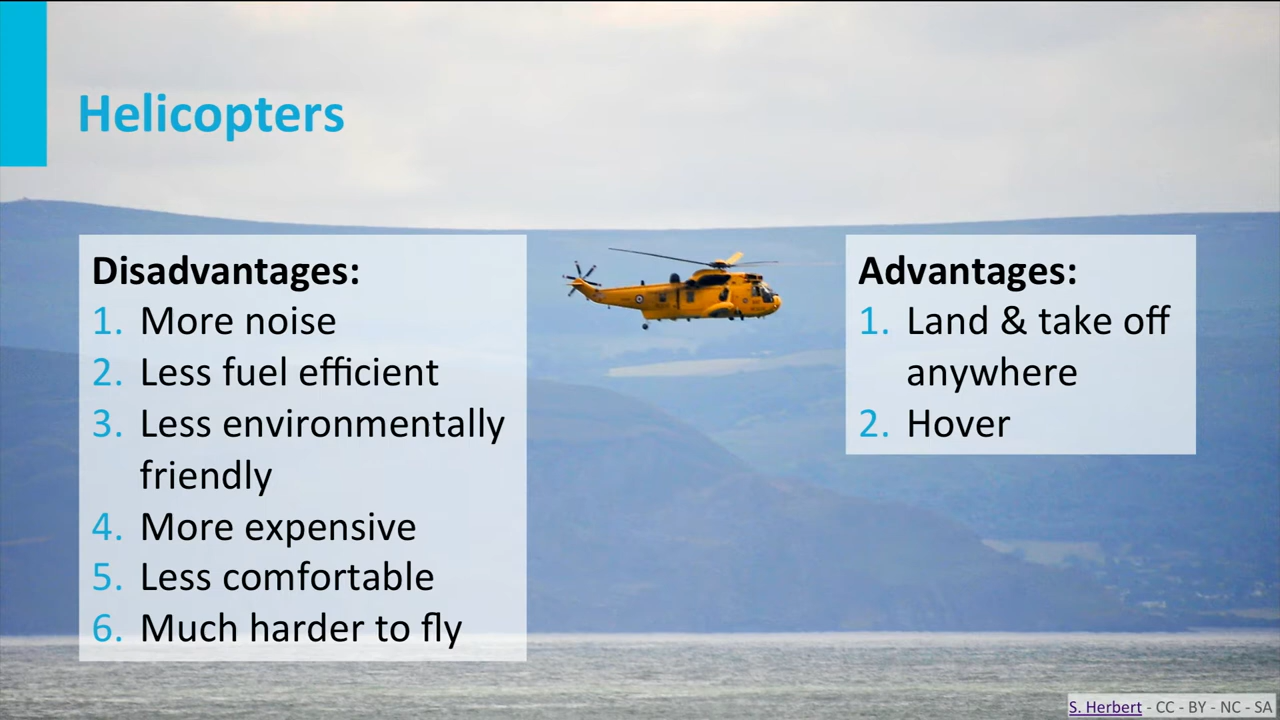 Helicopters
Disadvantages:
1. More noise
2. Less fuel efficient
3. Less environmentally
friendly
4. More expensive
5. Less comfortable
6. Much harder to fly
Advantages:
1. Land & take off
anywhere
2. Hover
S. Herbert - CC - BY - NC - SA